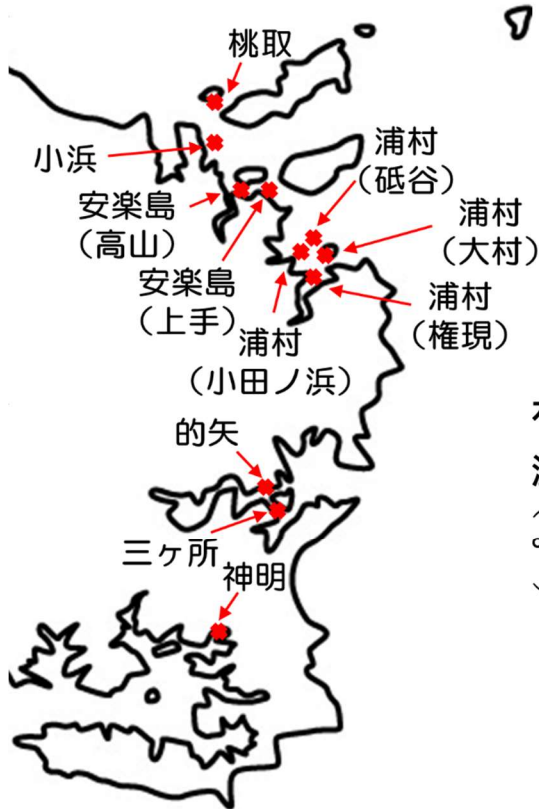 桃取
小浜
浦村
（砥谷）
安楽島
（高山）
浦村
（大村）
安楽島
（上手）
浦村
（権現）
浦村
（小田ノ浜）
的矢
三ヶ所
神明